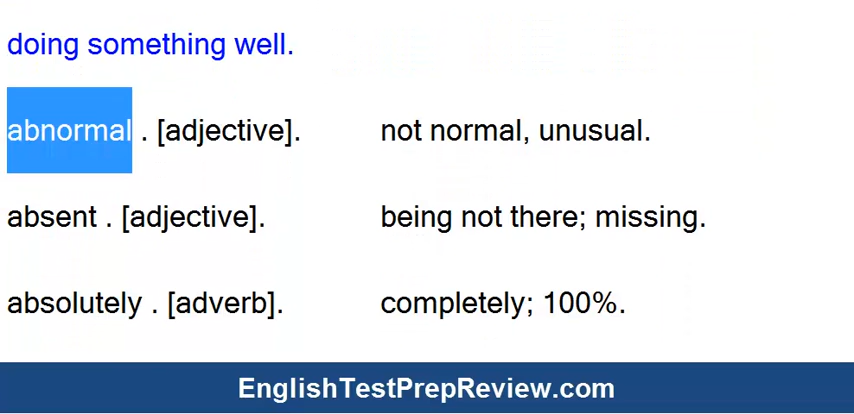 doing something well.
abnormal . [adjective]. not normal, unusual.
absent . [adjective]. being not there; missing.
absolutely . [adverb]. completely; 100%.
EnglishTestPrepReview.com